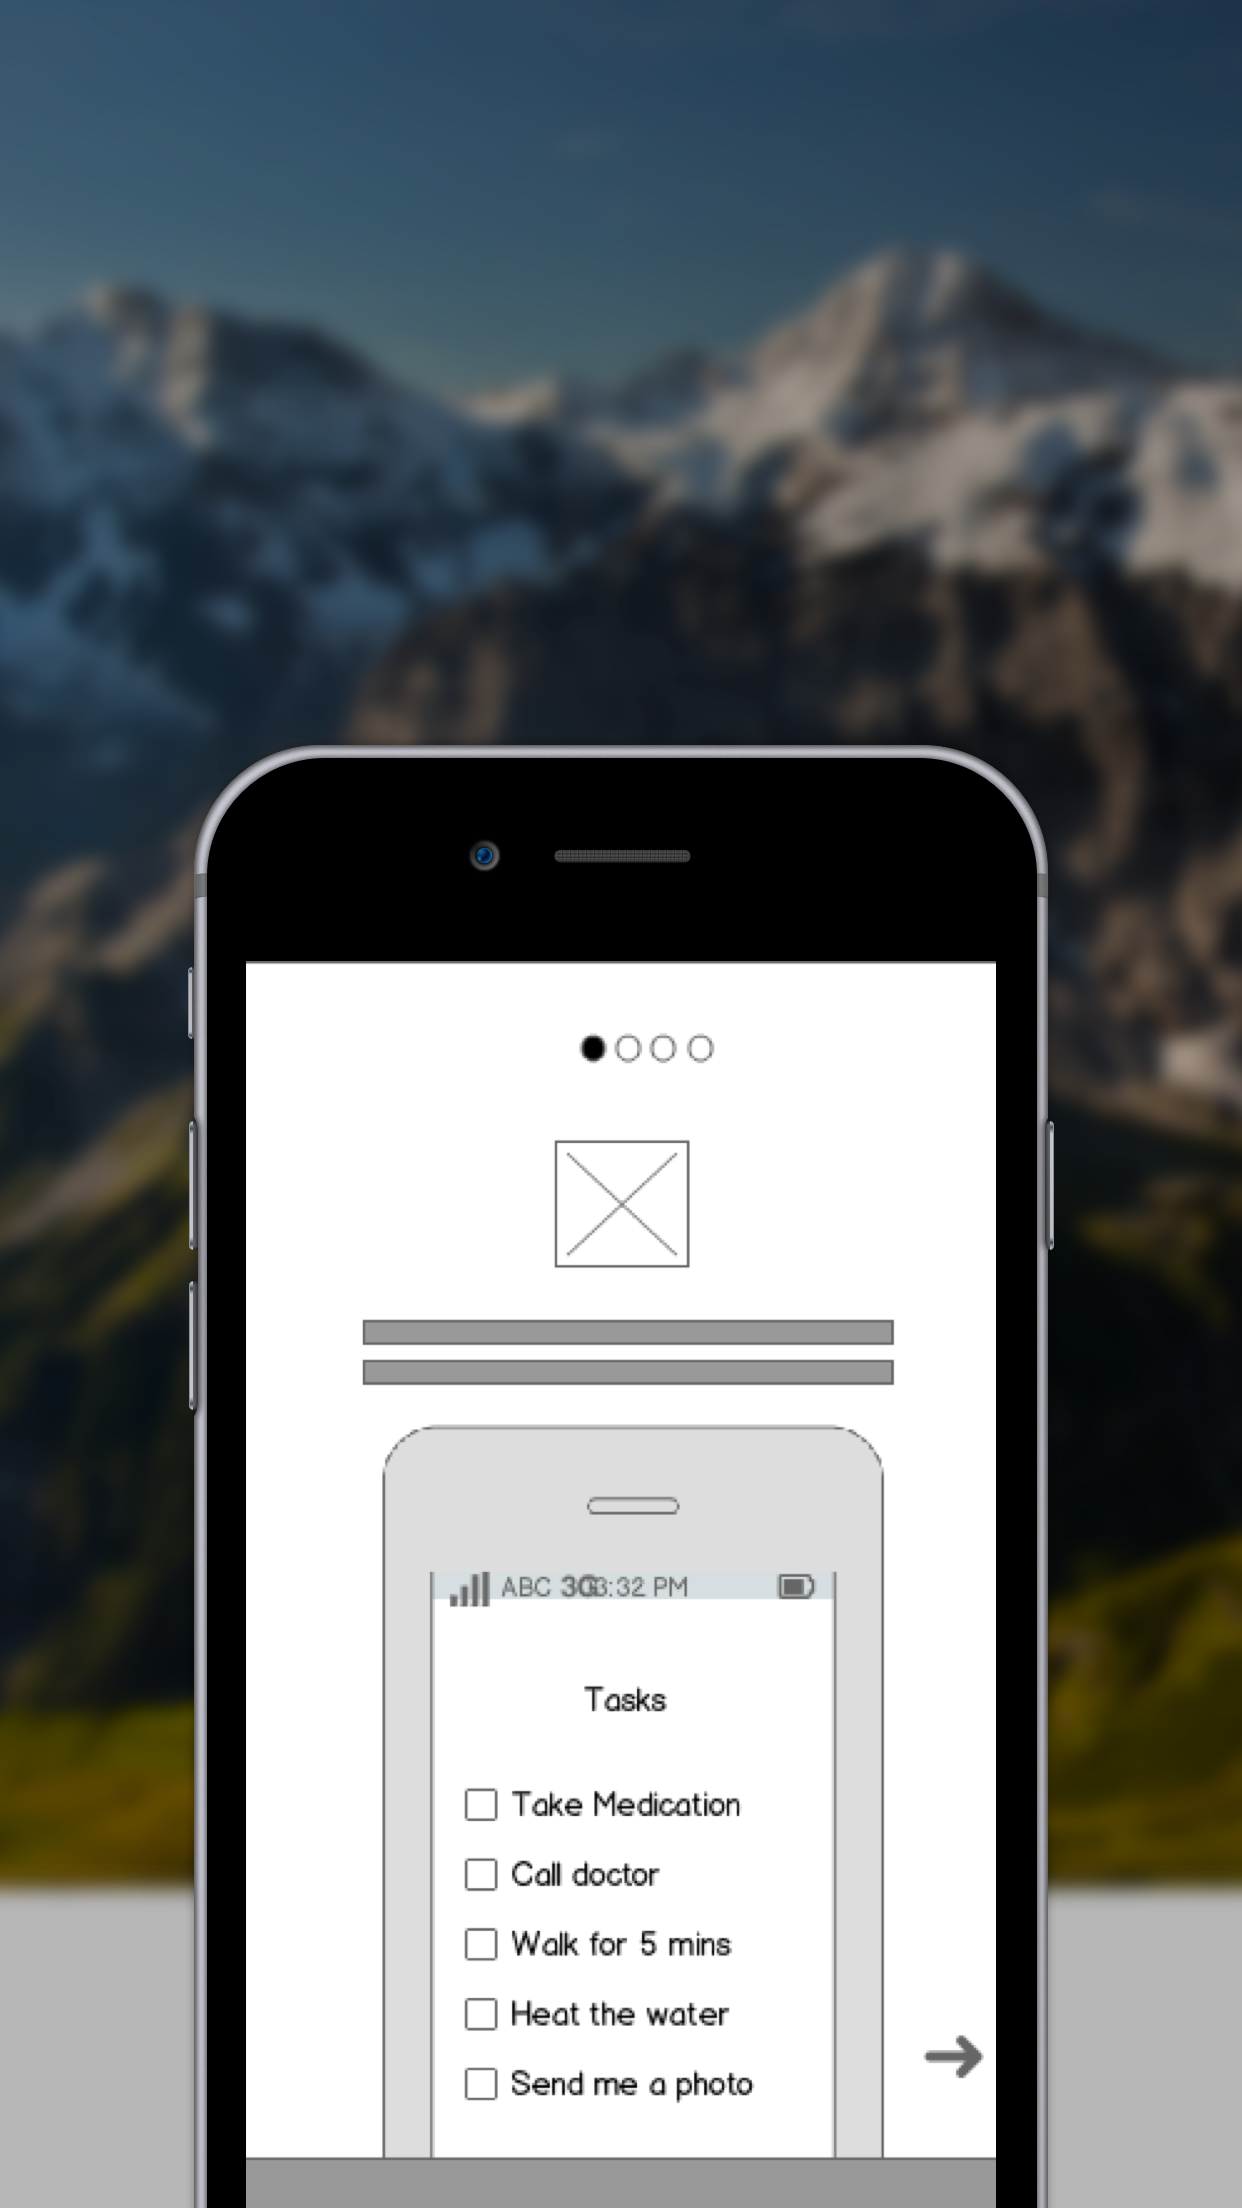 ABC 3G 3:32 PM
Tasks
Take Medication
Call doctor
Walk for 5 mins
Heat the water
Send me a photo